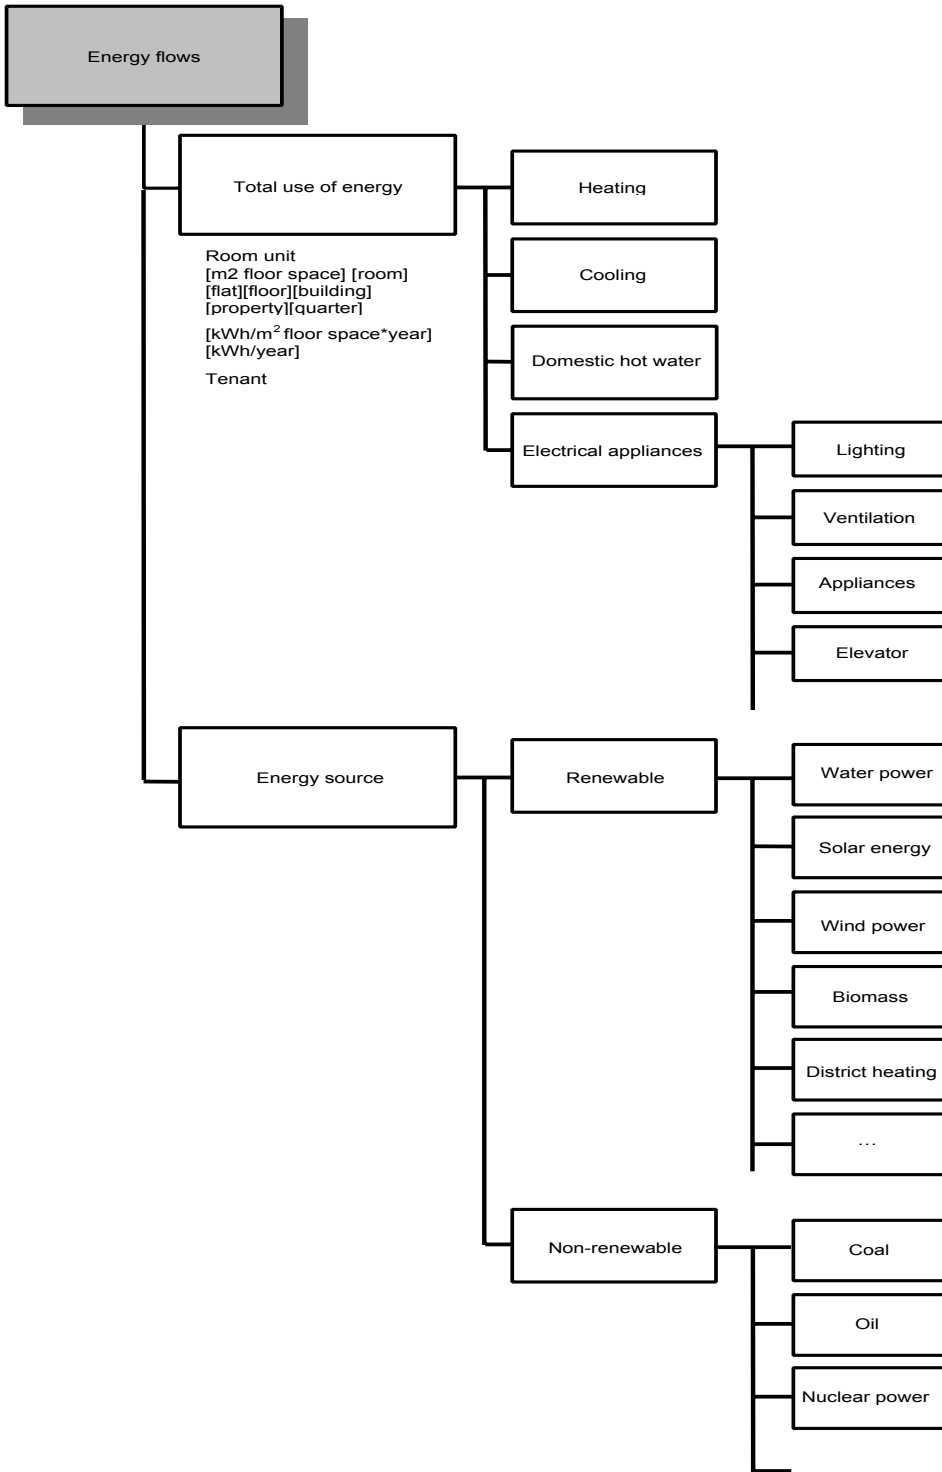 Energy flows
Total use of energy
Room unit
[m2 floor space] [room]
[flat][floor][building]
[property][quarter]
[kWh/m² floor space*year]
[kWh/year]
Tenant
Heating
Cooling
Domestic hot water
Electrical appliances
Lighting
Ventilation
Appliances
Elevator
Energy source
Renewable
Water power
Solar energy
Wind power
Biomass
District heating
...
Non-renewable
Coal
Oil
Nuclear power